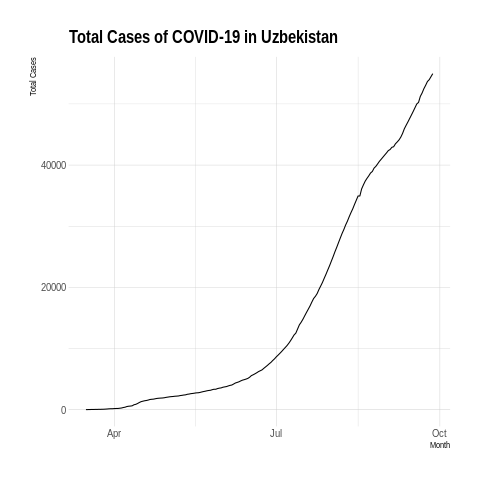 Total Cases of COVID-19 in Uzbekistan
Total Cases
40000
20000
0
Apr
Jul
Oct
Month